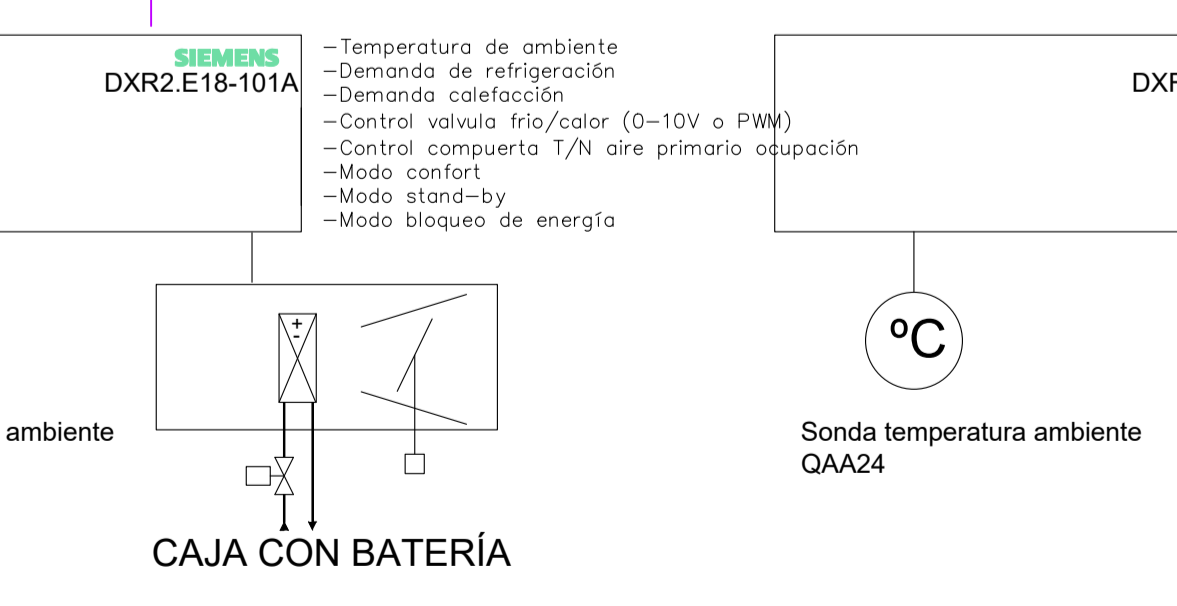 SIEMENS
DXR2.E18-101A
-Temperatura de ambiente
-Demanda de refrigeración
-Demanda calefacción
-Control valvula frio/calor (0-10V o PWM)
-Control compuerta T/N aire primario ocupación
-Modo confort
-Modo stand-by
-Modo bloqueo de energía
DXR
+
-
ºC
ambiente
Sonda temperatura ambiente
QAA24
CAJA CON BATERÍA